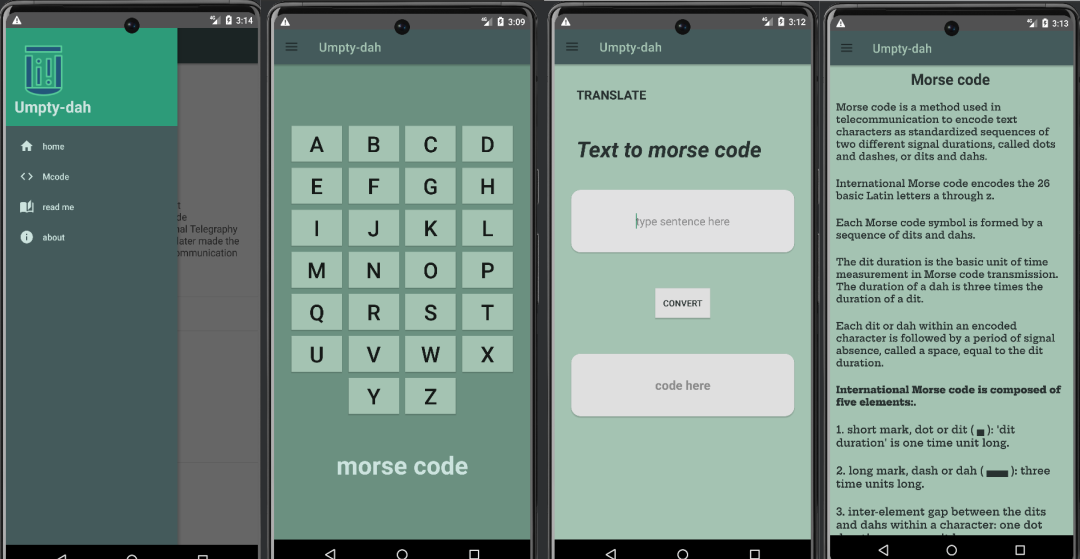 3:14
Umpty-dah
home
Mcode
read me
about
de
al Telegraphy
later made the
mmunication
3:09
Umpty-dah
A B C D
E F G H
I J K L
M N O P
Q R S T
U V W X
Y Z
morse code
3:12
Umpty-dah
TRANSLATE
Text to morse code
type sentence here
CONVERT
code here
3:13
Umpty-dah
Morse code
Morse code is a method used in
telecommunication to encode text
characters as standardized sequences of
two different signal durations, called dots
and dashes, or dits and dahs.
International Morse code encodes the 26
basic Latin letters a through z.
Each Morse code symbol is formed by a
sequence of dits and dahs.
The dit duration is the basic unit of time
measurement in Morse code transmission.
The duration of a dah is three times the
duration of a dit.
Each dit or dah within an encoded
character is followed by a period of signal
absence, called a space, equal to the dit
duration.
International Morse code is composed of
five elements:.
1. short mark, dot or dit ( ▄ ): 'dit
duration' is one time unit long.
2. long mark, dash or dah ( ▄▄▄ ): three
time units long.
3. inter-element gap between the dits
and dahs within a character: one dot